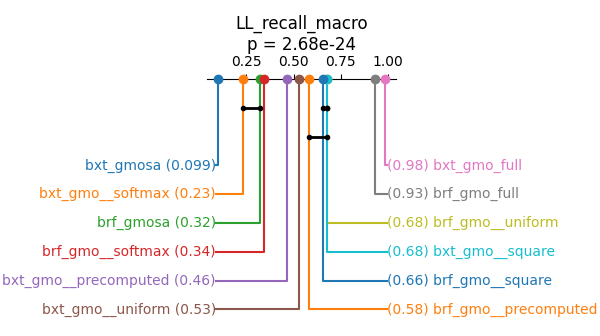 LL_recall_macro
p = 2.68e-24
0.25 0.50 0.75 1.00
bxt_gmosa (0.099)
bxt_gmo__softmax (0.23)
brf_gmosa (0.32)
brf_gmo__softmax (0.34)
bxt_gmo__precomputed (0.46)
bxt_gmo__uniform (0.53)
(0.98) bxt_gmo_full
(0.93) brf_gmo_full
(0.68) brf_gmo__uniform
(0.68) bxt_gmo__square
(0.66) brf_gmo__square
(0.58) brf_gmo__precomputed